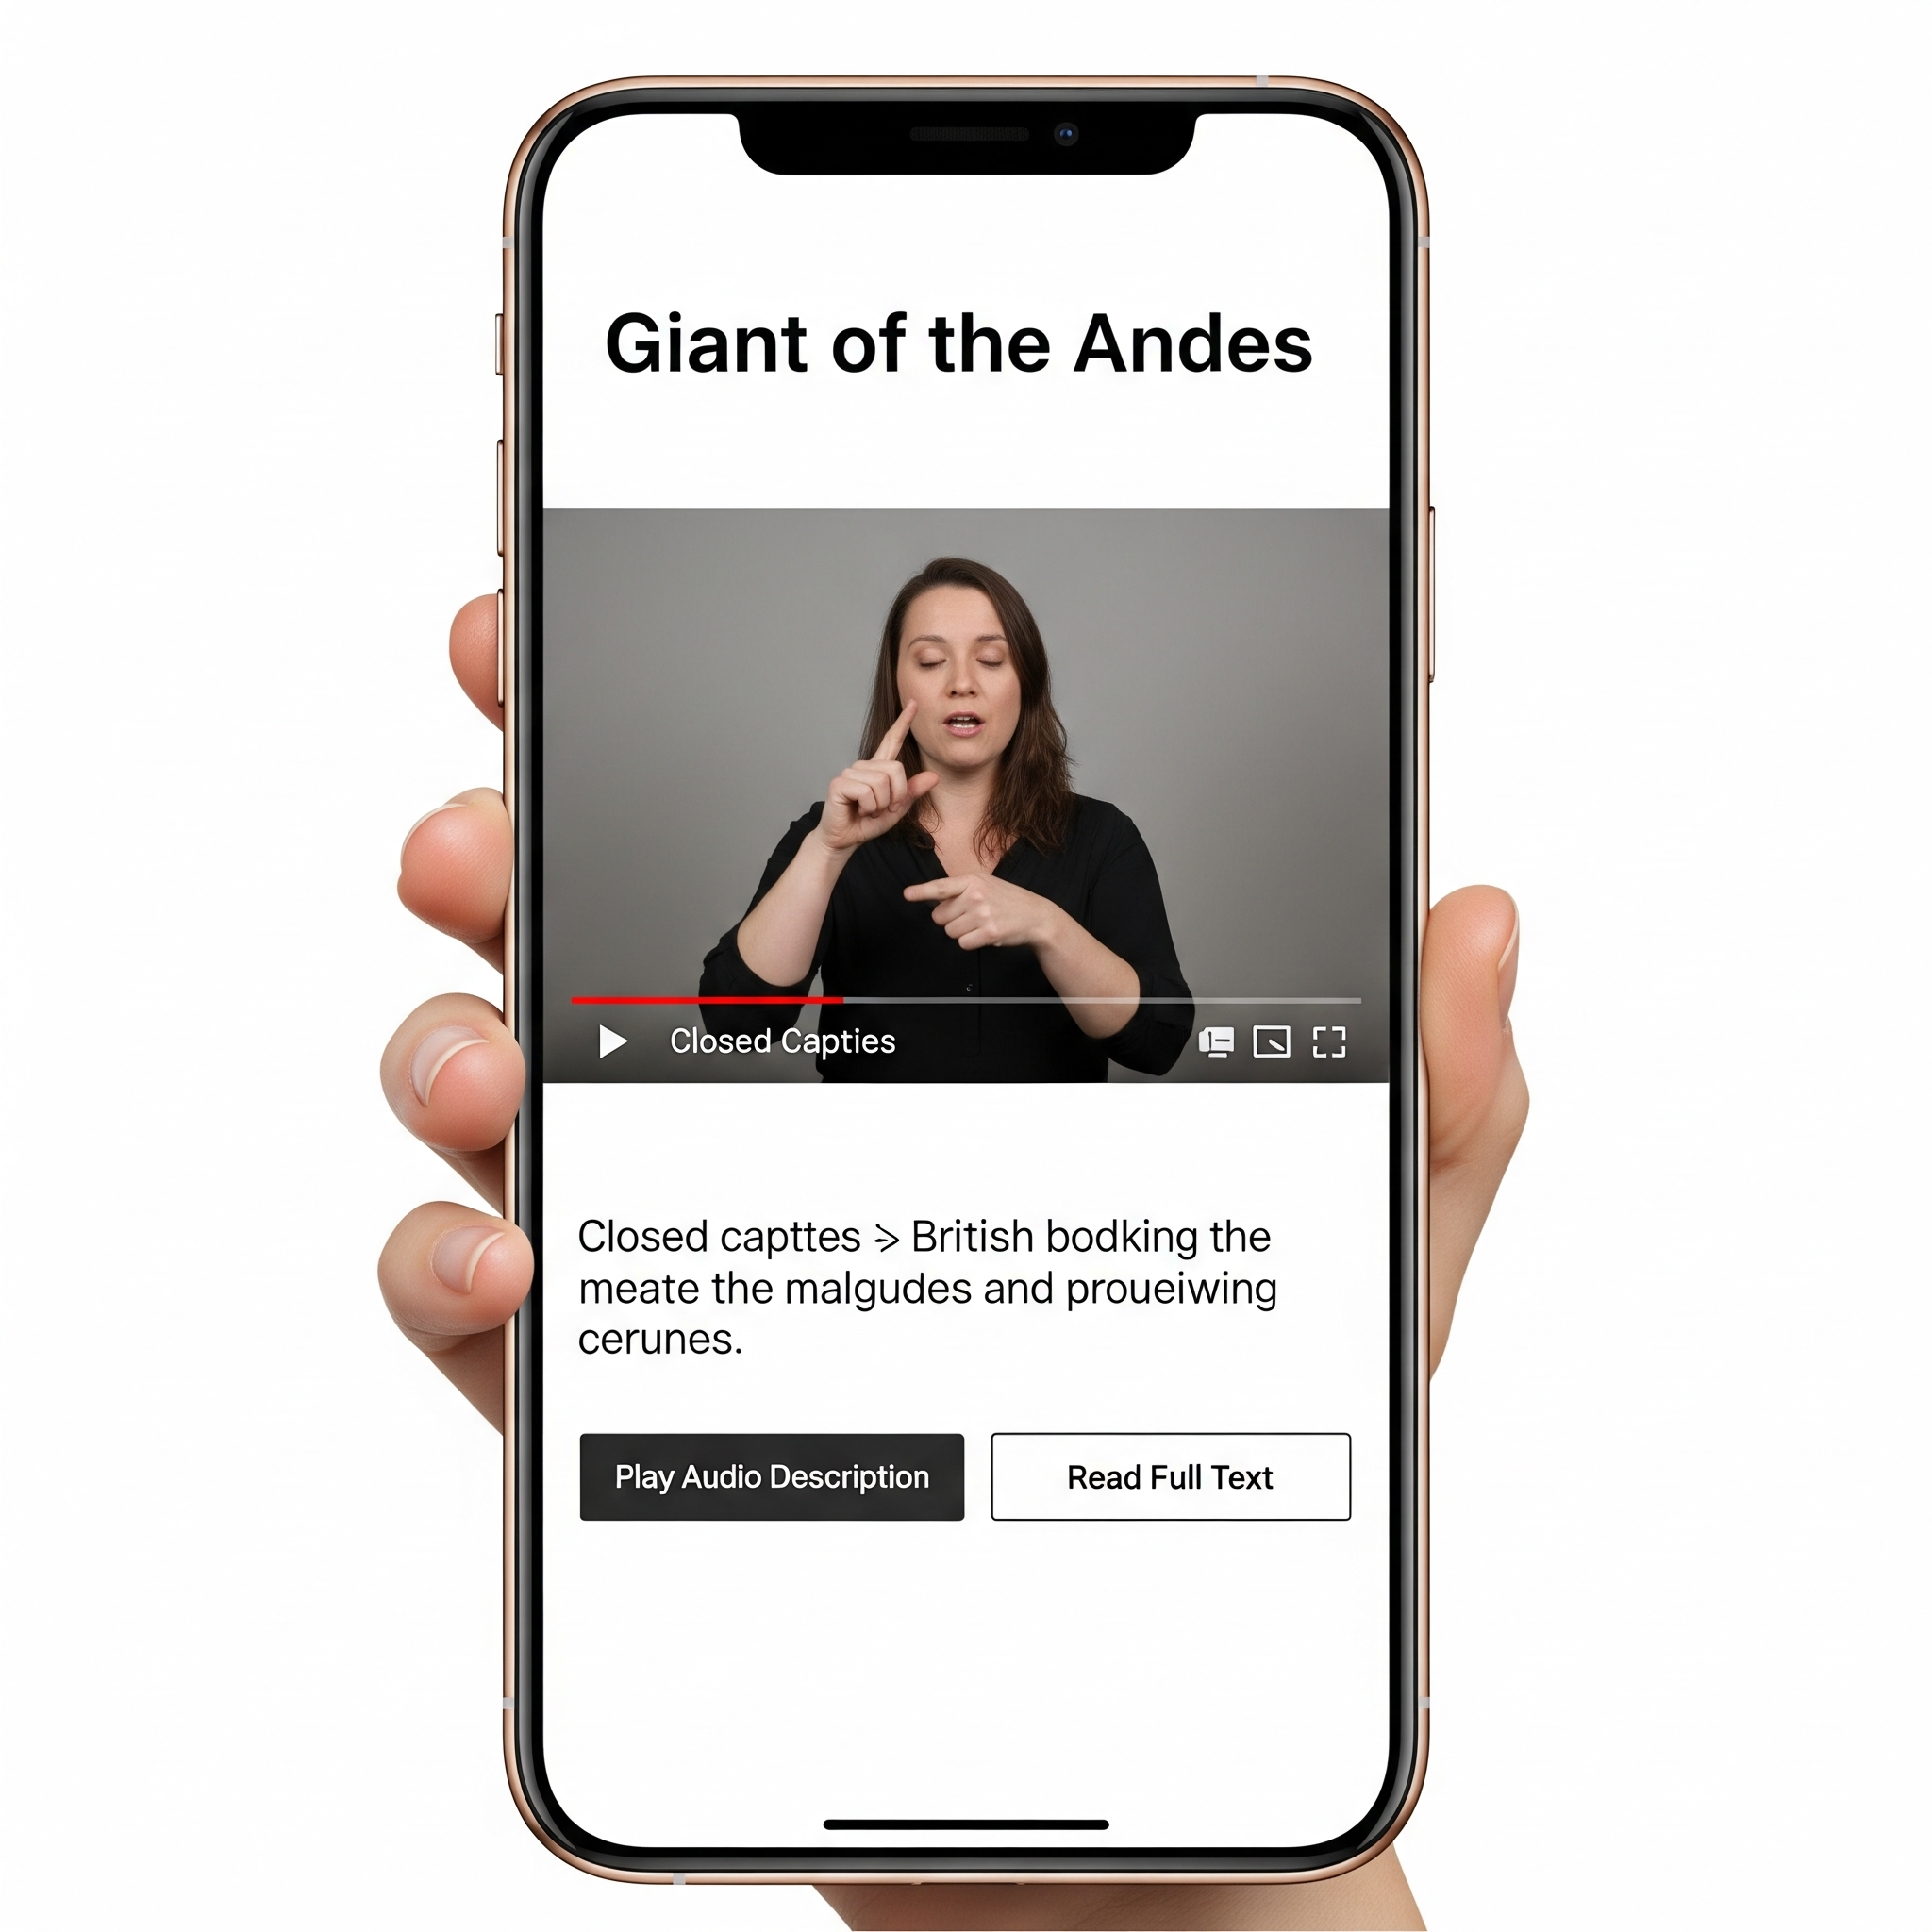 Giant of the Andes
Closed Capties
Closed capttes > British bodking the
meate the malgudes and proueiwing
cerunes.
Play Audio Description
Read Full Text